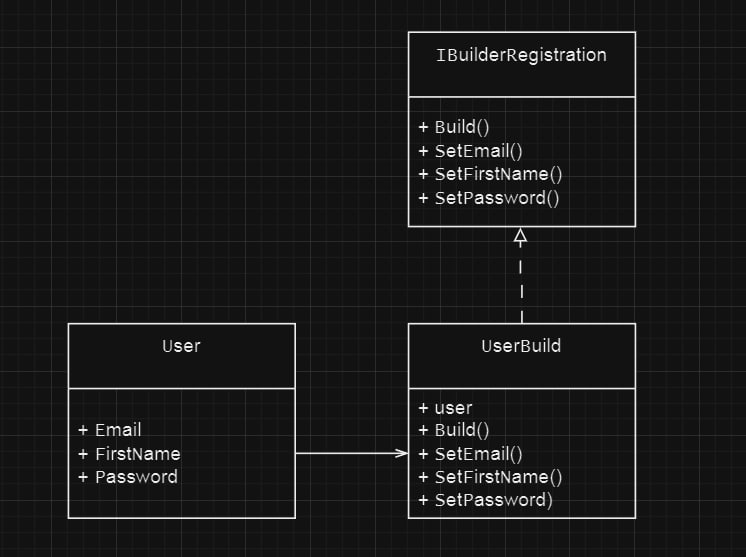 IBuilderRegistration
+ Build()
+ SetEmail()
+ SetFirstName()
+ SetPassword()
User
+ Email
+ FirstName
+ Password
UserBuild
+ user
+ Build()
+ SetEmail()
+ SetFirstName()
+ SetPassword)